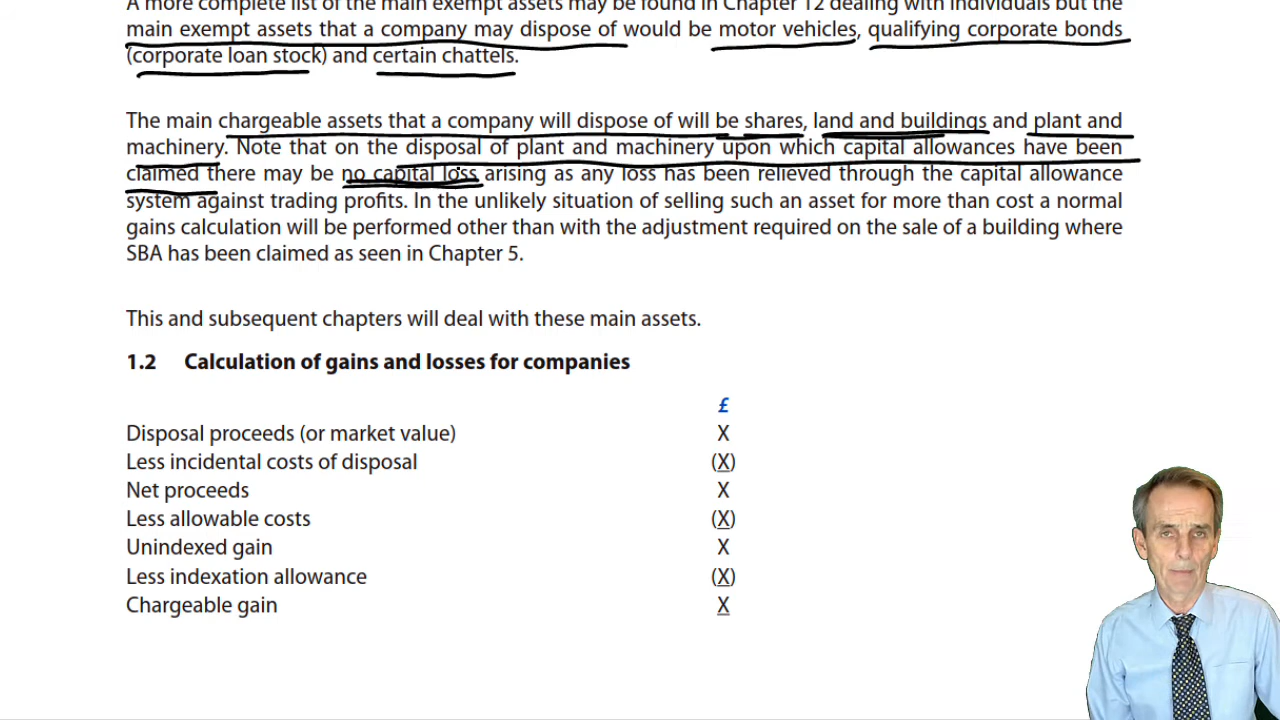 A more complete list of the main exempt assets may be found in Chapter 12 dealing with individuals but the
main exempt assets that a company may dispose of would be motor vehicles, qualifying corporate bonds
(corporate loan stock) and certain chattels.
The main chargeable assets that a company will dispose of will be shares, land and buildings and plant and
machinery. Note that on the disposal of plant and machinery upon which capital allowances have been
claimed there may be no capital loss arising as any loss has been relieved through the capital allowance
system against trading profits. In the unlikely situation of selling such an asset for more than cost a normal
gains calculation will be performed other than with the adjustment required on the sale of a building where
SBA has been claimed as seen in Chapter 5.
This and subsequent chapters will deal with these main assets.
1.2 Calculation of gains and losses for companies
£
Disposal proceeds (or market value) X
Less incidental costs of disposal (X)
Net proceeds X
Less allowable costs (X)
Unindexed gain X
Less indexation allowance (X)
Chargeable gain X